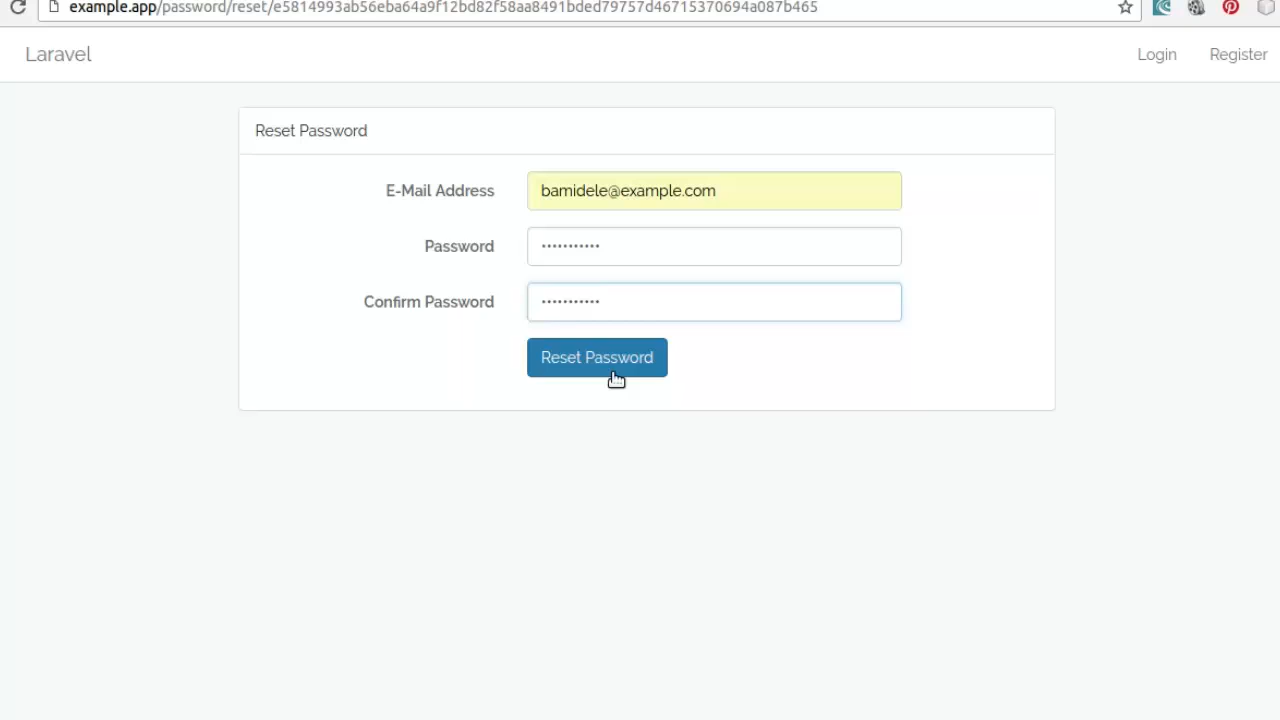 example.app/password/reset/e5814993ab56eba64a9f12bd82f58aa8491bded79757d46715370694a087b465
Laravel
Login
Register
Reset Password
E-Mail Address
bamidele@example.com
Password
•••••••••••
Confirm Password
•••••••••••
Reset Password